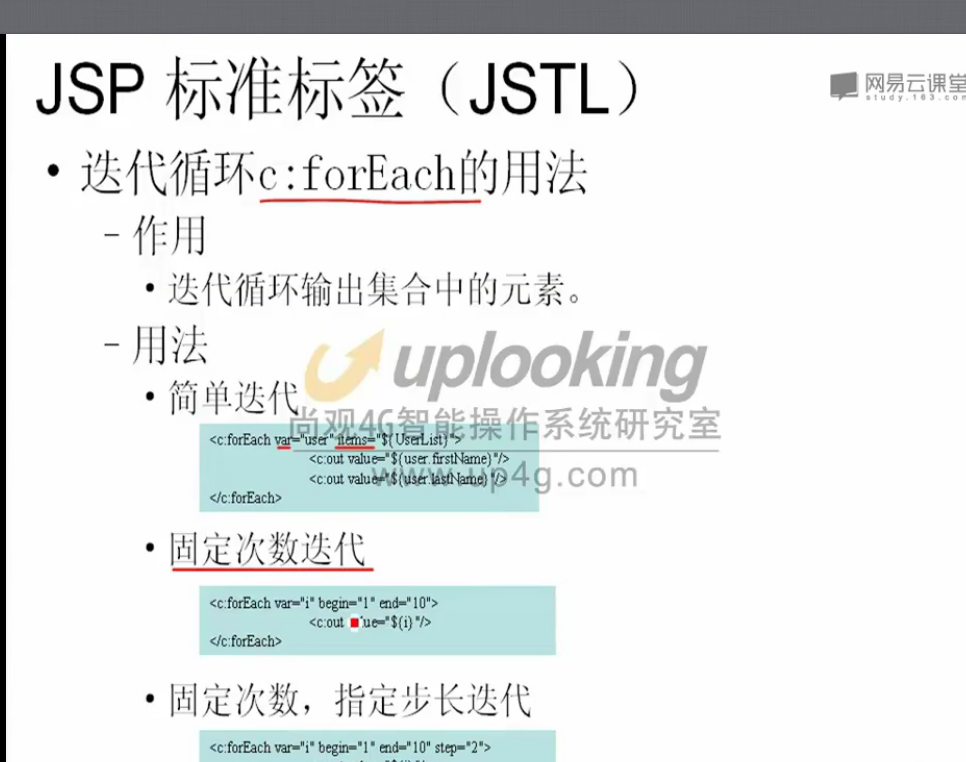 JSP 标准标签（JSTL）
网易云课堂
study.163.com
• 迭代循环c:forEach的用法
– 作用
• 迭代循环输出集合中的元素。
– 用法
uplooking
• 简单迭代
尚观4G智能操作系统研究室
<c:forEach var="user" items="${UserList}">
<c:out value="${user.firstName}"/>
www.up4g.com
<c:out value="${user.lastName}"/>
</c:forEach>
• 固定次数迭代
<c:forEach var="i" begin="1" end="10">
<c:out ue="${i}"/>
</c:forEach>
• 固定次数，指定步长迭代
<c:forEach var="i" begin="1" end="10" step="2">